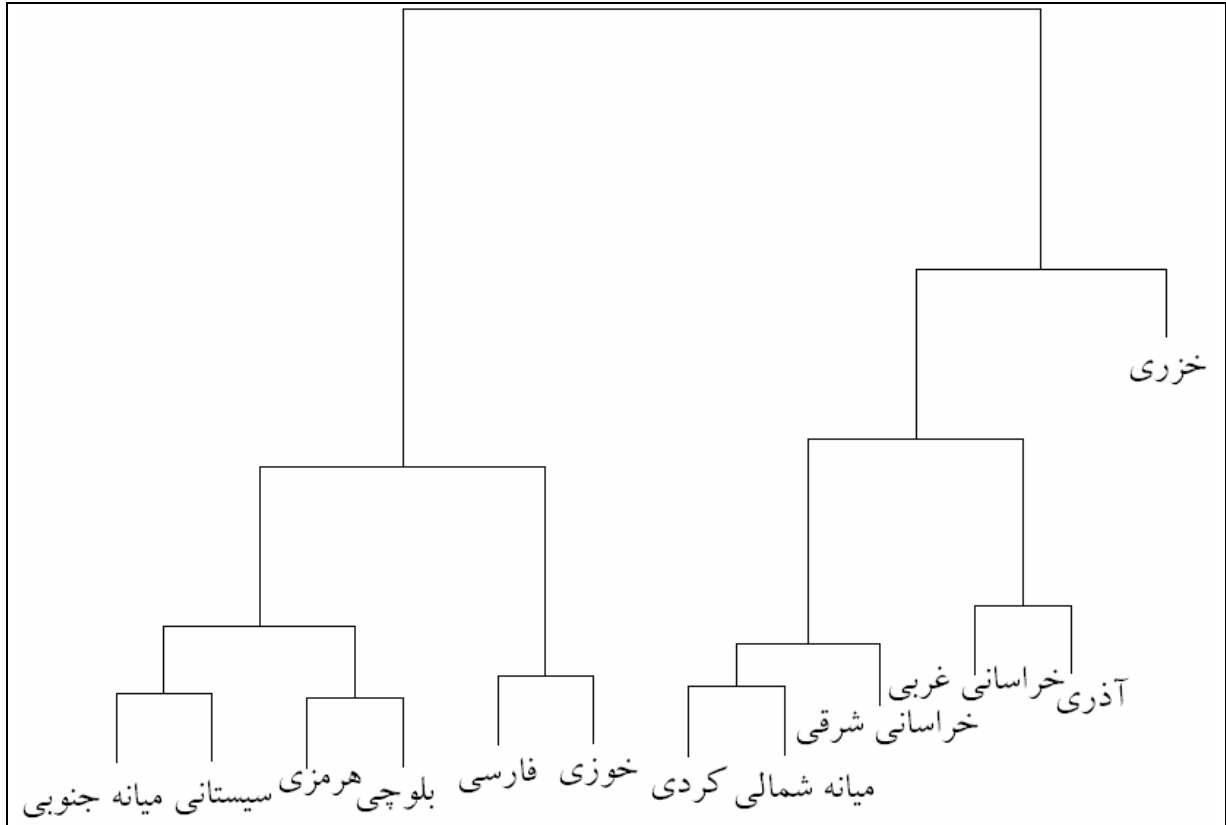 خزری
آذری
خراسانی غربی
خراسانی شرقی
میانه شمالی
کردی
خوزی
فارسی
بلوچی
هرمزی
سیستانی
میانه جنوبی